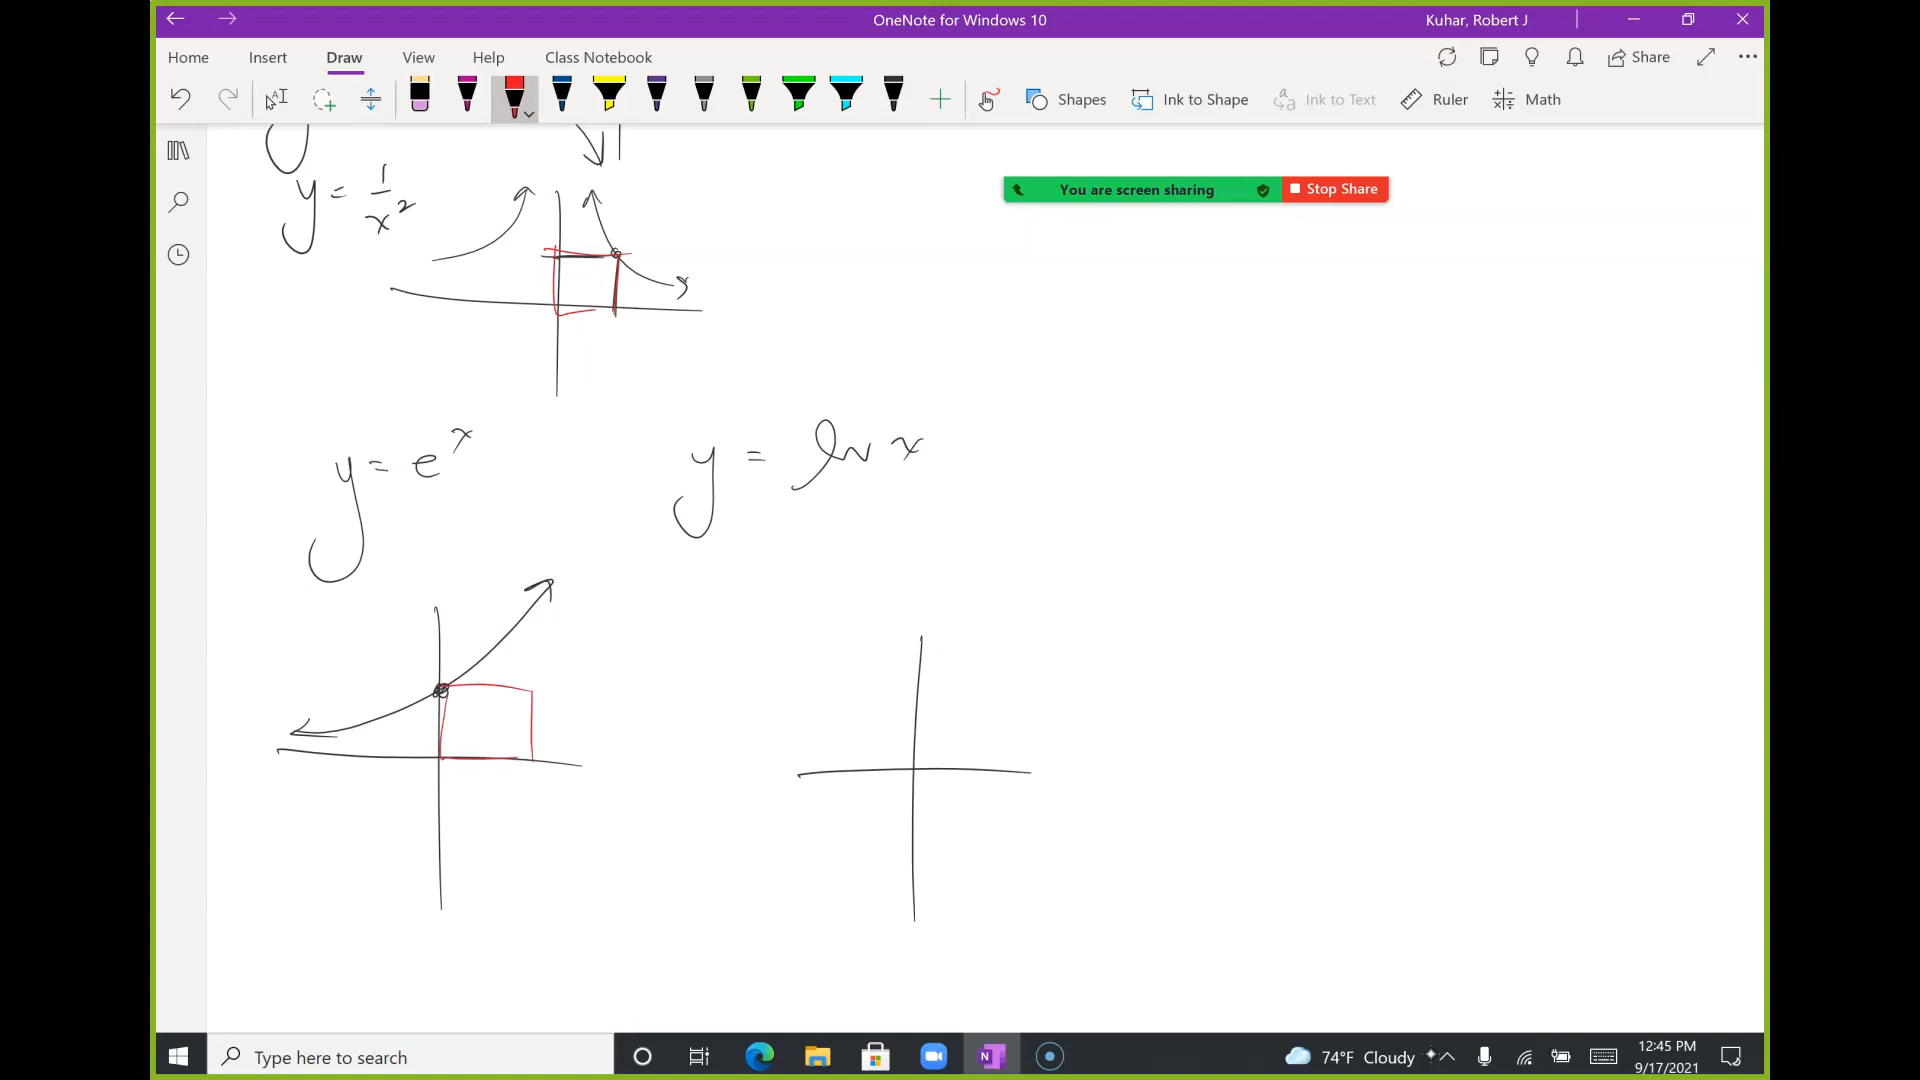 OneNote for Windows 10
Kuhar, Robert J
Home Insert Draw View Help Class Notebook
Share
Shapes Ink to Shape Ink to Text Ruler Math
You are screen sharing Stop Share
y = 1/x²
y = e^x
y = ln x
Type here to search
74°F Cloudy
12:45 PM
9/17/2021